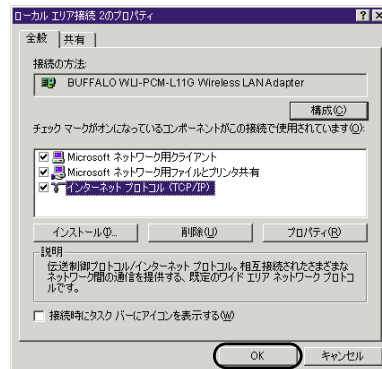 ローカル エリア接続 2のプロパティ
全般 共有
接続の方法:
BUFFALO WLI-PCM-L11G Wireless LAN Adapter
構成(C)
チェック マークがオンになっているコンポーネントがこの接続で使用されています(O):
Microsoft ネットワーク用クライアント
Microsoft ネットワーク用ファイルとプリンタ共有
インターネット プロトコル (TCP/IP)
インストール(I)... 削除(U) プロパティ(R)
説明
伝送制御プロトコル/インターネット プロトコル。相互接続されたさまざまな
ネットワーク間の通信を提供する、既定のワイド エリア ネットワーク プロトコ
ルです。
接続時にタスク バーにアイコンを表示する(W)
OK キャンセル